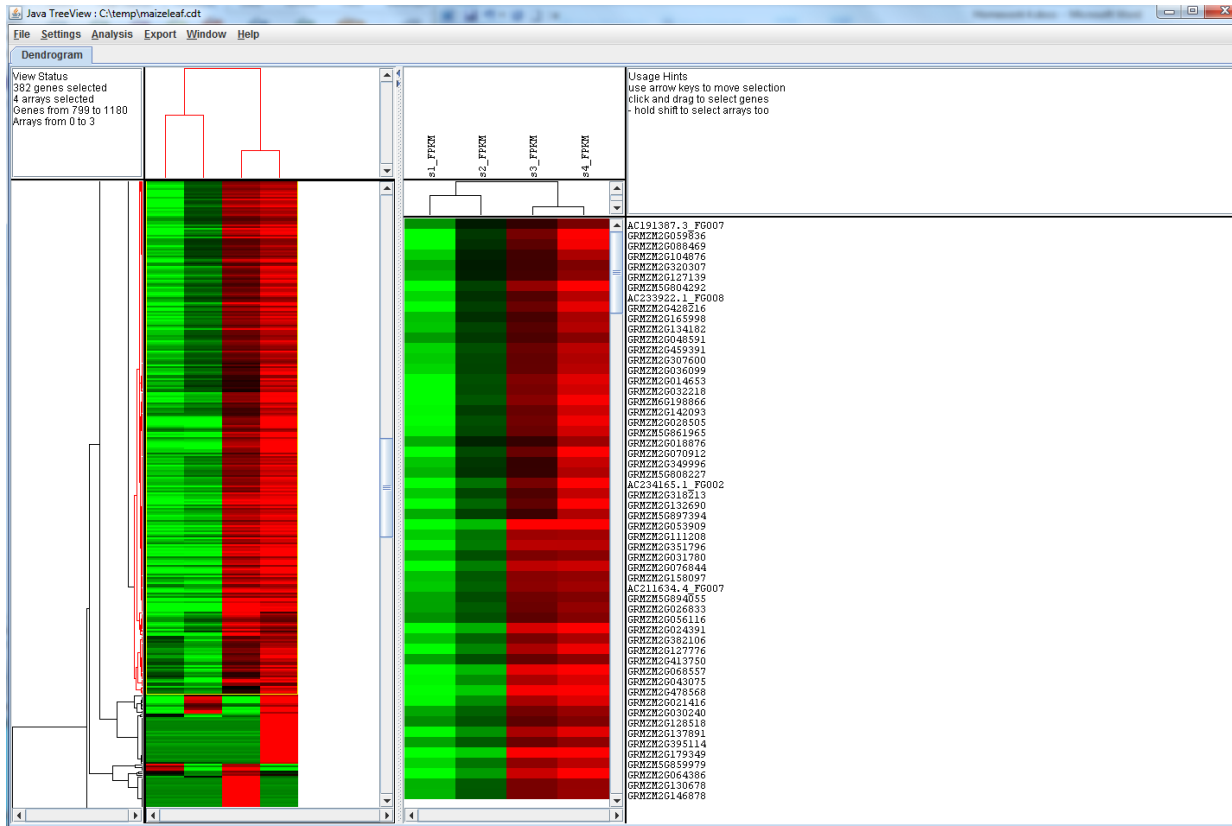 Java TreeView : C:\temp\maizeleaf.cdt
File Settings Analysis Export Window Help
Dendrogram
View Status
382 genes selected
4 arrays selected
Genes from 799 to 1180
Arrays from 0 to 3
s1_FPKM
s2_FPKM
s3_FPKM
s4_FPKM
Usage Hints
use arrow keys to move selection
click and drag to select genes
- hold shift to select arrays too
AC191387.3_FG007
GRMZM2G059836
GRMZM2G088469
GRMZM2G104876
GRMZM2G320307
GRMZM2G127139
GRMZM5G804292
AC233922.1_FG008
GRMZM2G428216
GRMZM2G165998
GRMZM2G134182
GRMZM2G048591
GRMZM2G459391
GRMZM2G307600
GRMZM2G036099
GRMZM2G014653
GRMZM2G032218
GRMZM6G198866
GRMZM2G142093
GRMZM2G028505
GRMZM5G861965
GRMZM2G018876
GRMZM2G070912
GRMZM2G349996
GRMZM5G808227
AC234165.1_FG002
GRMZM2G318213
GRMZM2G132690
GRMZM5G897394
GRMZM2G053909
GRMZM2G111208
GRMZM2G351796
GRMZM2G031780
GRMZM2G076844
GRMZM2G158097
AC211634.4_FG007
GRMZM5G894055
GRMZM2G026833
GRMZM2G056116
GRMZM2G024391
GRMZM2G382106
GRMZM2G127776
GRMZM2G413750
GRMZM2G068557
GRMZM2G043075
GRMZM2G478568
GRMZM2G021416
GRMZM2G030240
GRMZM2G128518
GRMZM2G137891
GRMZM2G395114
GRMZM2G179349
GRMZM5G859979
GRMZM2G064386
GRMZM2G130678
GRMZM2G146878